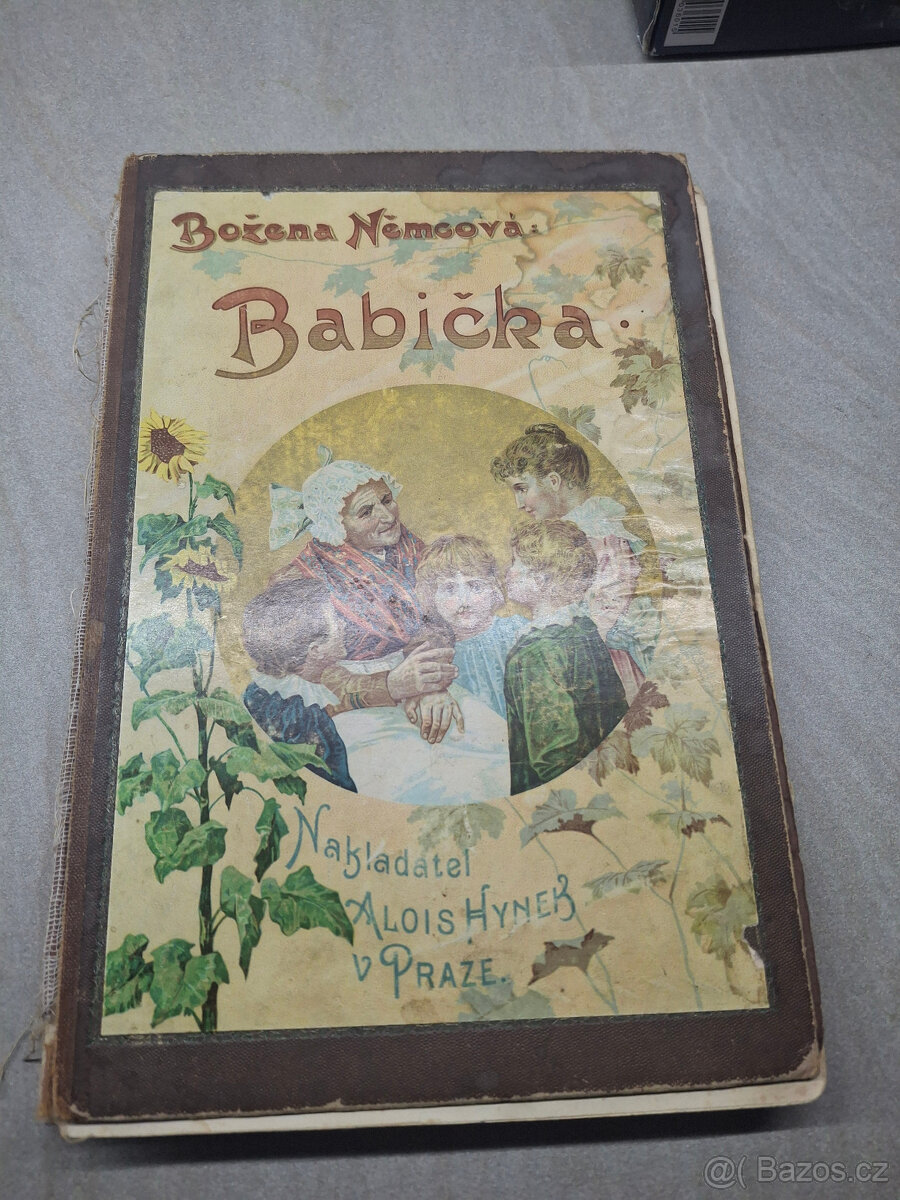 Božena Němcová:
Babička.
Nakladatel
Alois Hynek
v Praze.
@( Bazos.cz